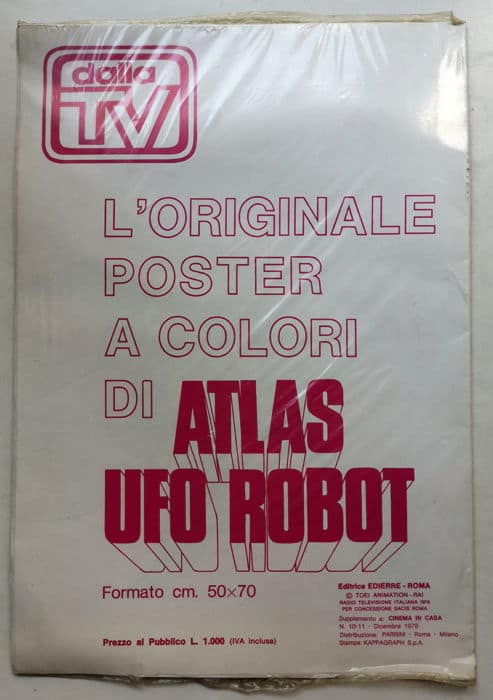 dalla
TV
L'ORIGINALE
POSTER
A COLORI
DI ATLAS
UFO ROBOT
Formato cm. 50×70
Editrice EDIERRE - ROMA
© TOEI ANIMATION - RAI
RADIO TELEVISIONE ITALIANA 1978
PER CONCESSIONE SACIS ROMA
Supplemento a: CINEMA IN CASA
N. 10-11 - Dicembre 1978
Distribuzione: PARRINI - Roma - Milano
Stampa: KAPPAGRAPH S.p.A.
Prezzo al Pubblico L. 1.000 (IVA inclusa)